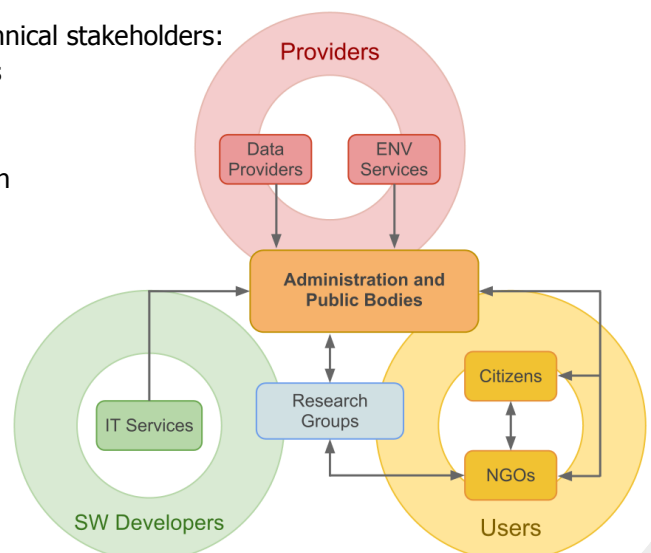 hnical stakeholders:
s
n
Providers
Data
Providers
ENV
Services
Administration and
Public Bodies
Citizens
Research
Groups
IT Services
NGOs
SW Developers
Users